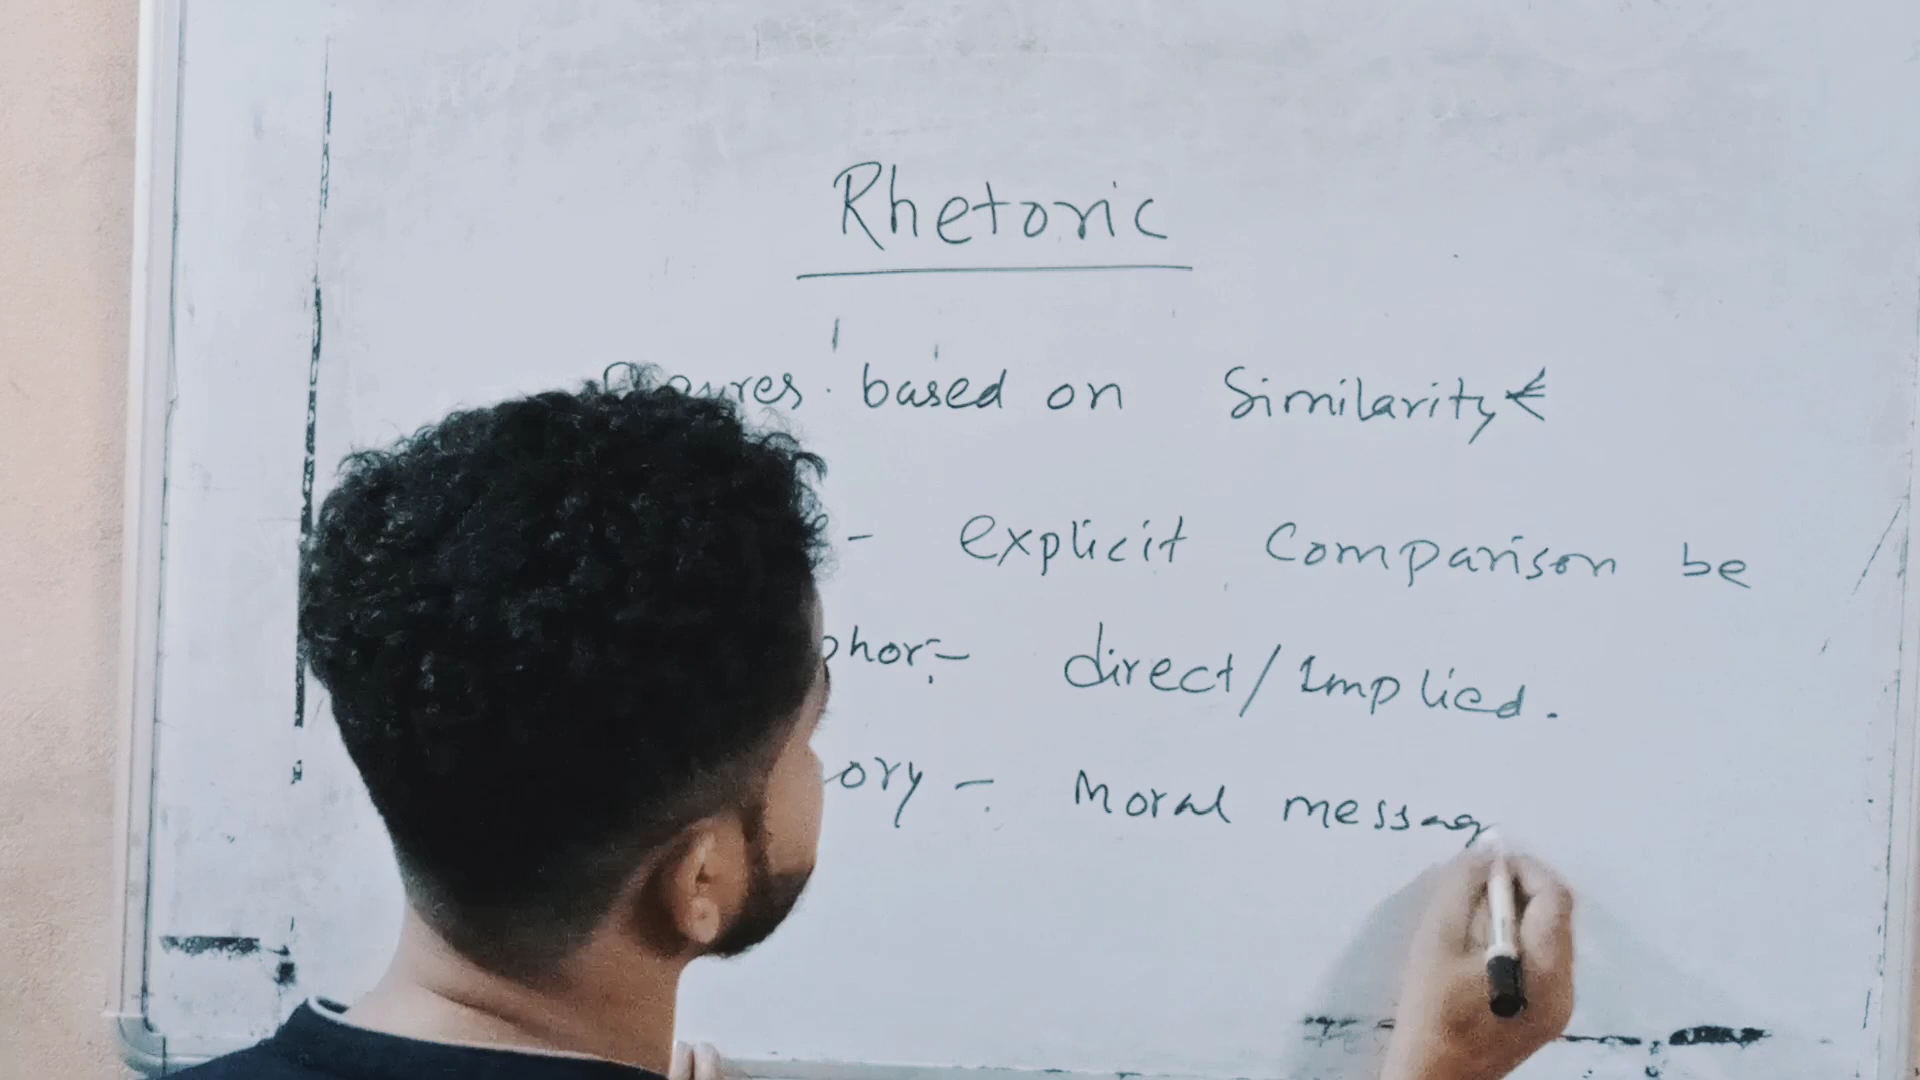 Rhetoric
based on Similarity
- explicit Comparison be
phor:- direct/Implied.
ory - Moral messag